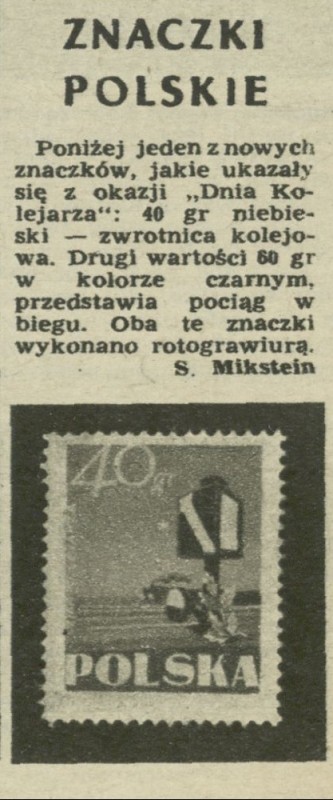 ZNACZKI
POLSKIE
Poniżej jeden z nowych
znaczków, jakie ukazały
się z okazji „Dnia Ko-
lejarza“: 40 gr niebie-
ski — zwrotnica kolejo-
wa. Drugi wartości 60 gr
w kolorze czarnym,
przedstawia pociąg w
biegu. Oba te znaczki
wykonano rotograwiurą.
S. Mikstein
40 gr
POLSKA